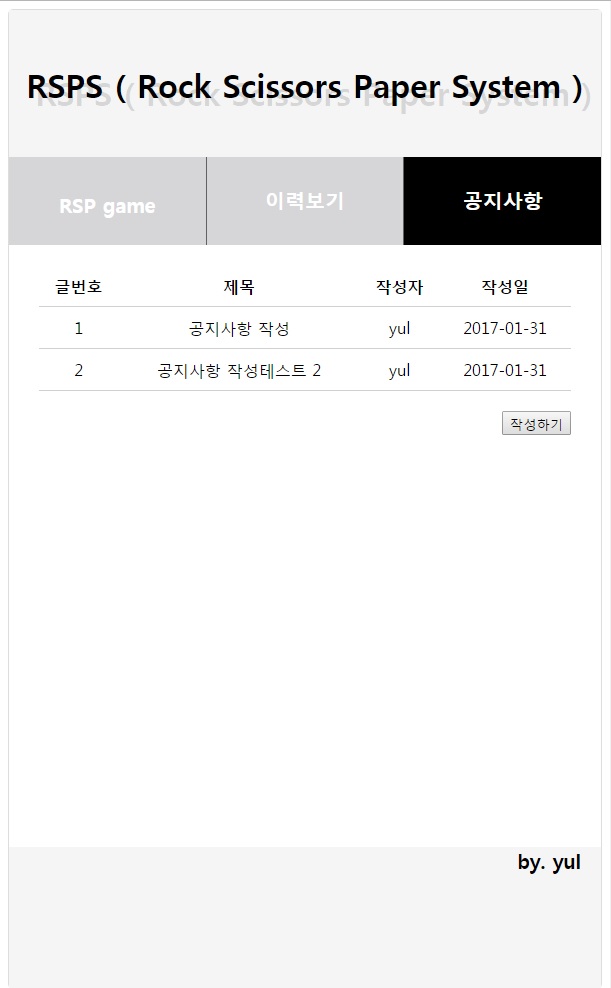 RSPS ( Rock Scissors Paper System )
RSP game 이력보기 공지사항
글번호 제목 작성자 작성일
1 공지사항 작성 yul 2017-01-31
2 공지사항 작성테스트 2 yul 2017-01-31
작성하기
by. yul